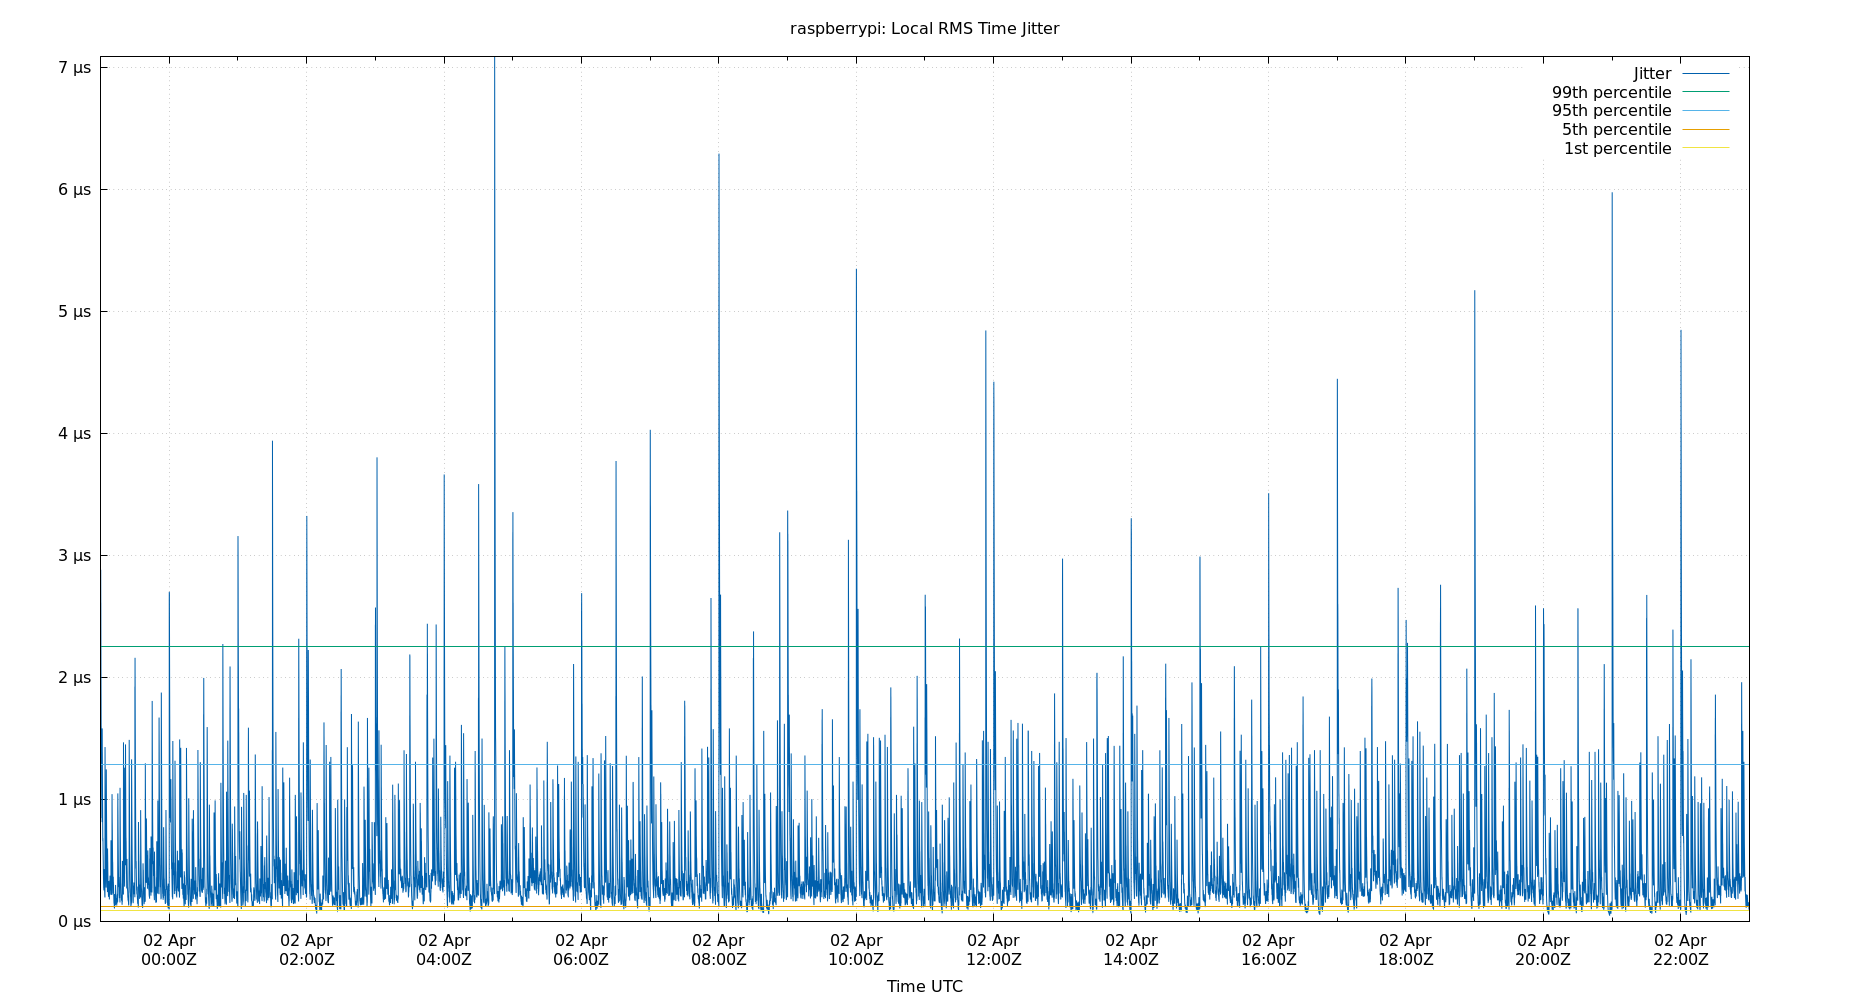 raspberrypi: Local RMS Time Jitter
7 µs
6 µs
5 µs
4 µs
3 µs
2 µs
1 µs
0 µs
Jitter
99th percentile
95th percentile
5th percentile
1st percentile
02 Apr 02 Apr 02 Apr 02 Apr 02 Apr 02 Apr 02 Apr 02 Apr 02 Apr 02 Apr 02 Apr 02 Apr
00:00Z 02:00Z 04:00Z 06:00Z 08:00Z 10:00Z 12:00Z 14:00Z 16:00Z 18:00Z 20:00Z 22:00Z
Time UTC